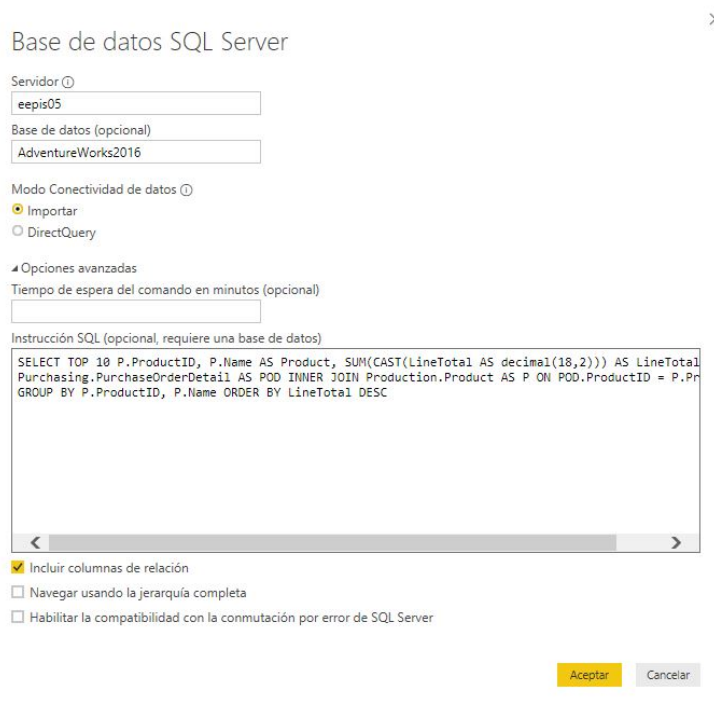 Base de datos SQL Server
Servidor
eepis05
Base de datos (opcional)
AdventureWorks2016
Modo Conectividad de datos
Importar
DirectQuery
Opciones avanzadas
Tiempo de espera del comando en minutos (opcional)
Instrucción SQL (opcional, requiere una base de datos)
SELECT TOP 10 P.ProductID, P.Name AS Product, SUM(CAST(LineTotal AS decimal(18,2))) AS LineTotal
Purchasing.PurchaseOrderDetail AS POD INNER JOIN Production.Product AS P ON POD.ProductID = P.Pr
GROUP BY P.ProductID, P.Name ORDER BY LineTotal DESC
Incluir columnas de relación
Navegar usando la jerarquía completa
Habilitar la compatibilidad con la conmutación por error de SQL Server
Aceptar Cancelar